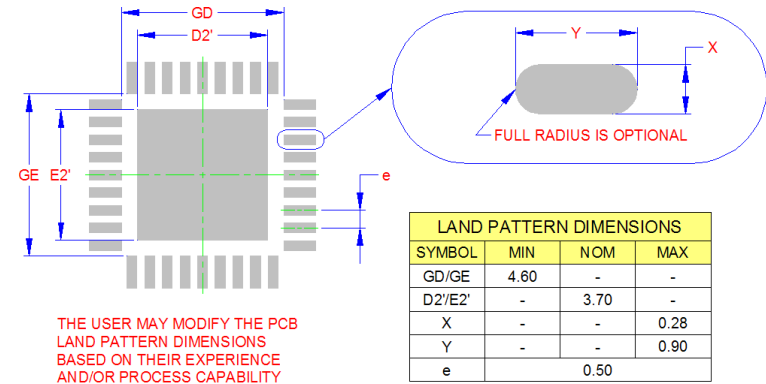 GD
D2'
GE
E2'
e
Y
X
FULL RADIUS IS OPTIONAL
THE USER MAY MODIFY THE PCB
LAND PATTERN DIMENSIONS
BASED ON THEIR EXPERIENCE
AND/OR PROCESS CAPABILITY
LAND PATTERN DIMENSIONS
SYMBOL MIN NOM MAX
GD/GE 4.60 - -
D2'/E2' - 3.70 -
X - - 0.28
Y - - 0.90
e 0.50